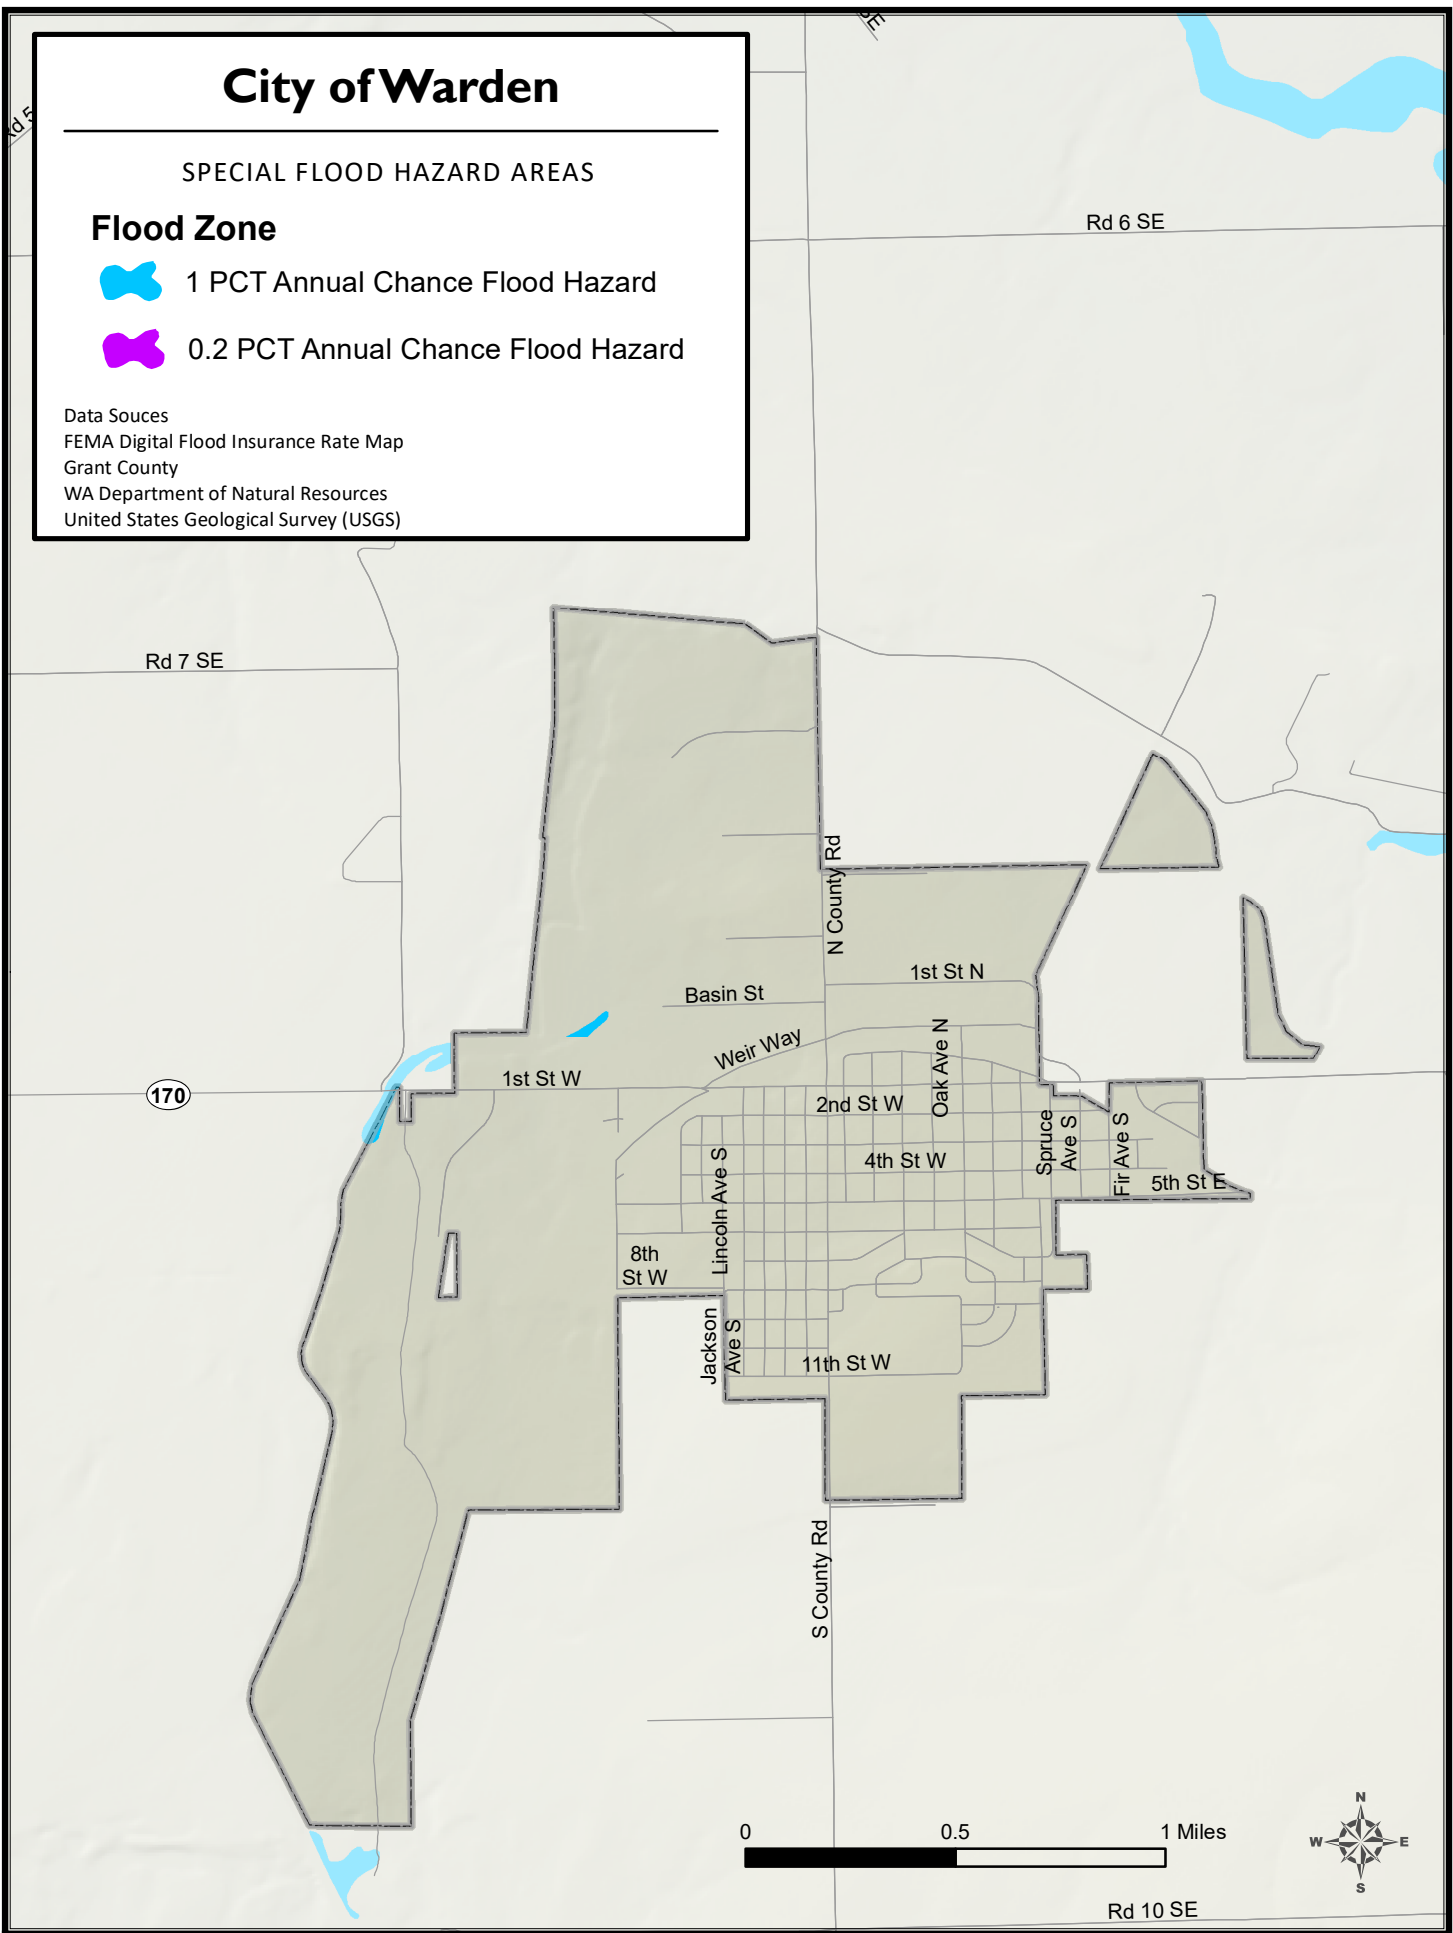 SE
Rd 5
City of Warden
SPECIAL FLOOD HAZARD AREAS
Flood Zone
1 PCT Annual Chance Flood Hazard
0.2 PCT Annual Chance Flood Hazard
Data Souces
FEMA Digital Flood Insurance Rate Map
Grant County
WA Department of Natural Resources
United States Geological Survey (USGS)
Rd 6 SE
Rd 7 SE
N County Rd
1st St N
Basin St
Weir Way
Oak Ave N
1st St W
170
2nd St W
Spruce
Ave S
Fir Ave S
4th St W
5th St E
Lincoln Ave S
8th
St W
Jackson
Ave S
11th St W
S County Rd
0 0.5 1 Miles
N
W E
S
Rd 10 SE